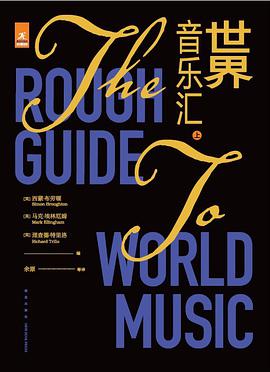 世界
音乐汇
上
The
ROUGH
GUIDE
To
WORLD
MUSIC
[英] 西蒙·布劳顿
Simon Broughton
[英] 马克·埃林厄姆
Mark Ellingham
[英] 理查德·特里洛
Richard Trillo
编
余原
等译